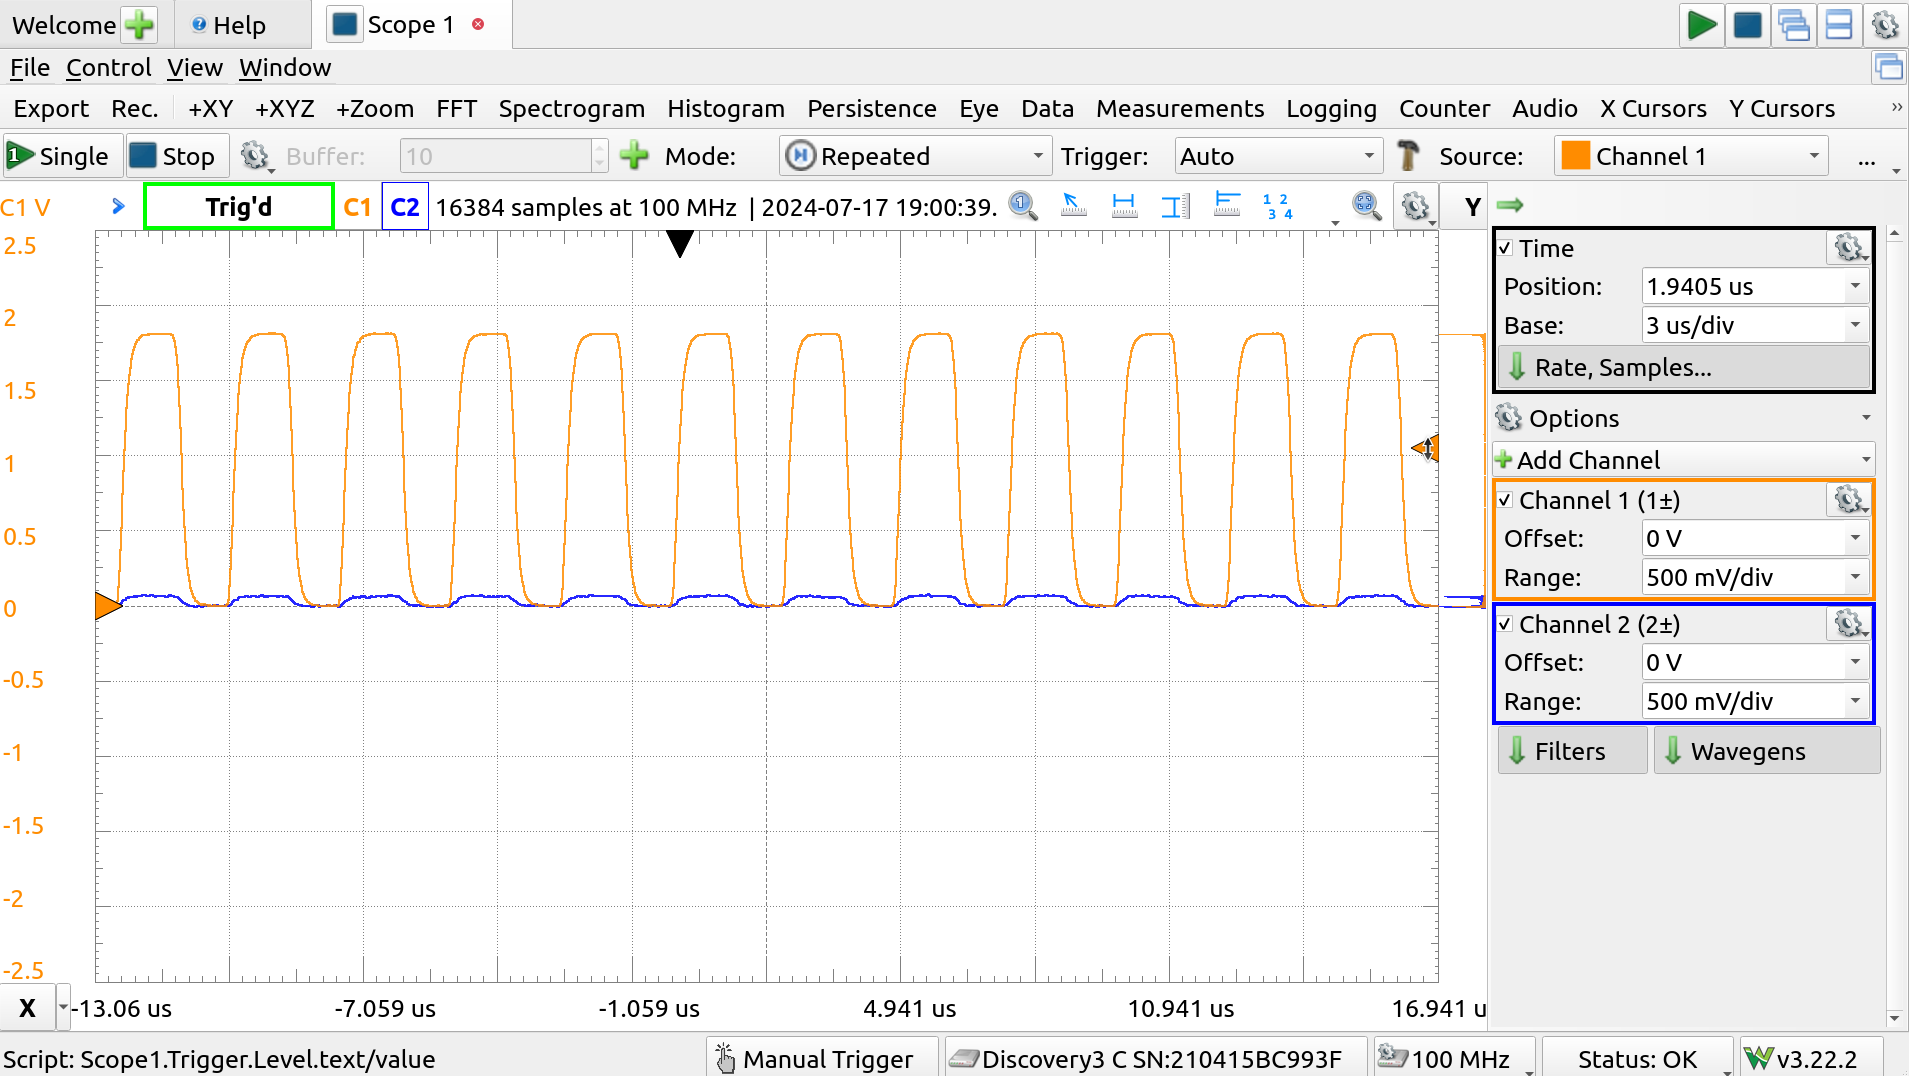 Welcome Help Scope 1
File Control View Window
Export Rec. +XY +XYZ +Zoom FFT Spectrogram Histogram Persistence Eye Data Measurements Logging Counter Audio X Cursors Y Cursors »
1 Single Stop Buffer: 10 Mode: Repeated Trigger: Auto Source: Channel 1 ...
C1 V Trig'd C1 C2 16384 samples at 100 MHz | 2024-07-17 19:00:39. 1 1 2 3 4 Y
2.5
2
1.5
1
0.5
0
-0.5
-1
-1.5
-2
-2.5
X -13.06 us -7.059 us -1.059 us 4.941 us 10.941 us 16.941 u
Time
Position: 1.9405 us
Base: 3 us/div
Rate, Samples...
Options
Add Channel
Channel 1 (1±)
Offset: 0 V
Range: 500 mV/div
Channel 2 (2±)
Offset: 0 V
Range: 500 mV/div
Filters Wavegens
Script: Scope1.Trigger.Level.text/value Manual Trigger Discovery3 C SN:210415BC993F 100 MHz Status: OK W v3.22.2